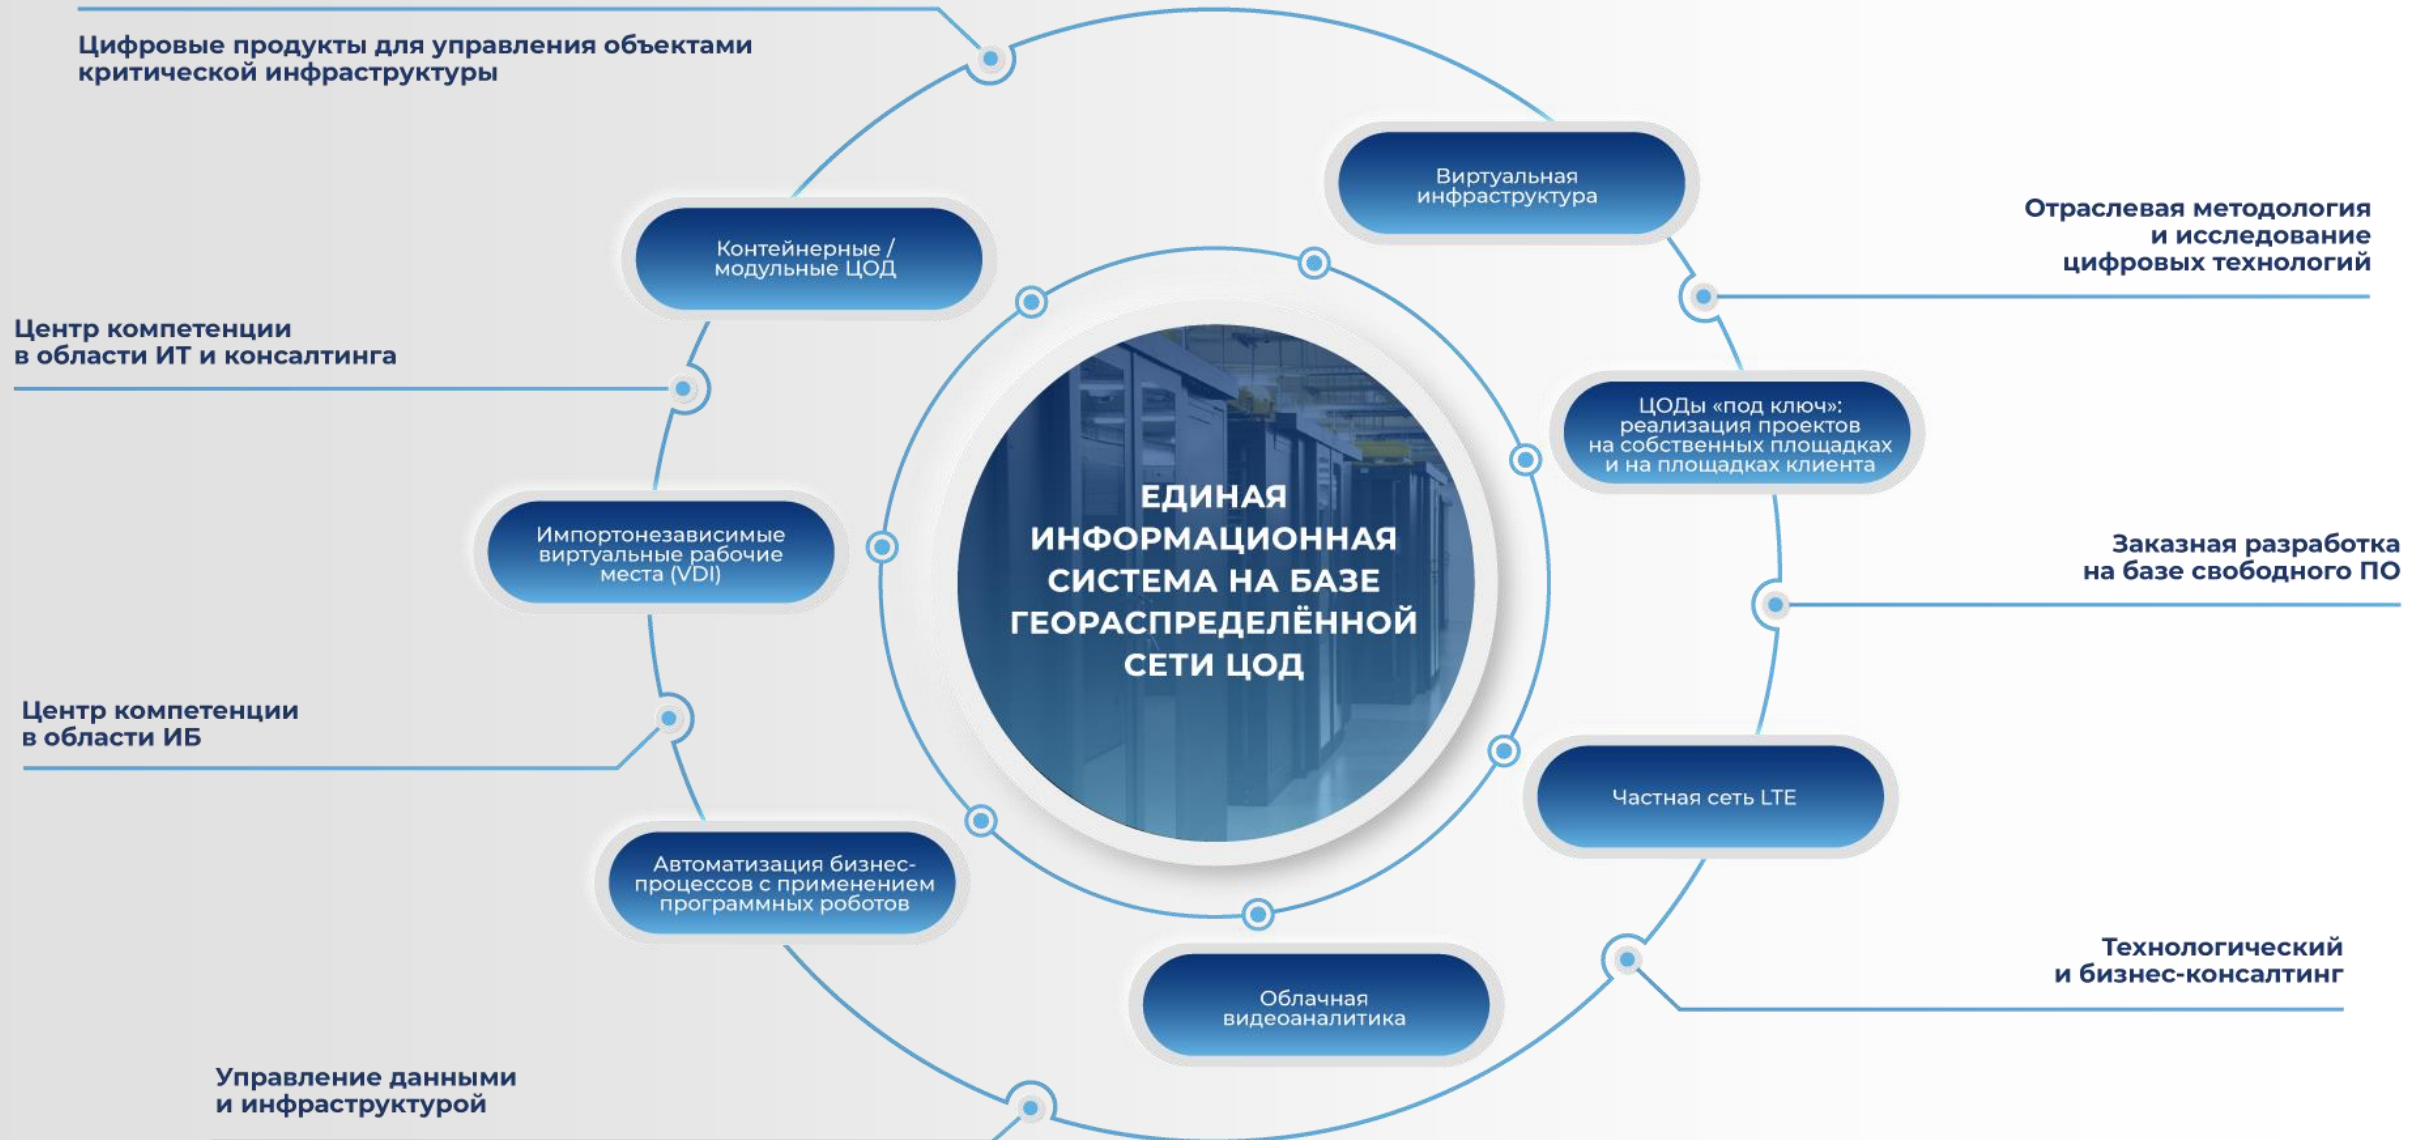 Цифровые продукты для управления объектами
критической инфраструктуры
Виртуальная
инфраструктура
Отраслевая методология
и исследование
цифровых технологий
Контейнерные /
модульные ЦОД
Центр компетенции
в области ИТ и консалтинга
ЦОДы «под ключ»:
реализация проектов
на собственных площадках
и на площадках клиента
ЕДИНАЯ
ИНФОРМАЦИОННАЯ
СИСТЕМА НА БАЗЕ
ГЕОРАСПРЕДЕЛЁННОЙ
СЕТИ ЦОД
Импортонезависимые
виртуальные рабочие
места (VDI)
Заказная разработка
на базе свободного ПО
Центр компетенции
в области ИБ
Частная сеть LTE
Автоматизация бизнес-
процессов с применением
программных роботов
Технологический
и бизнес-консалтинг
Облачная
видеоаналитика
Управление данными
и инфраструктурой